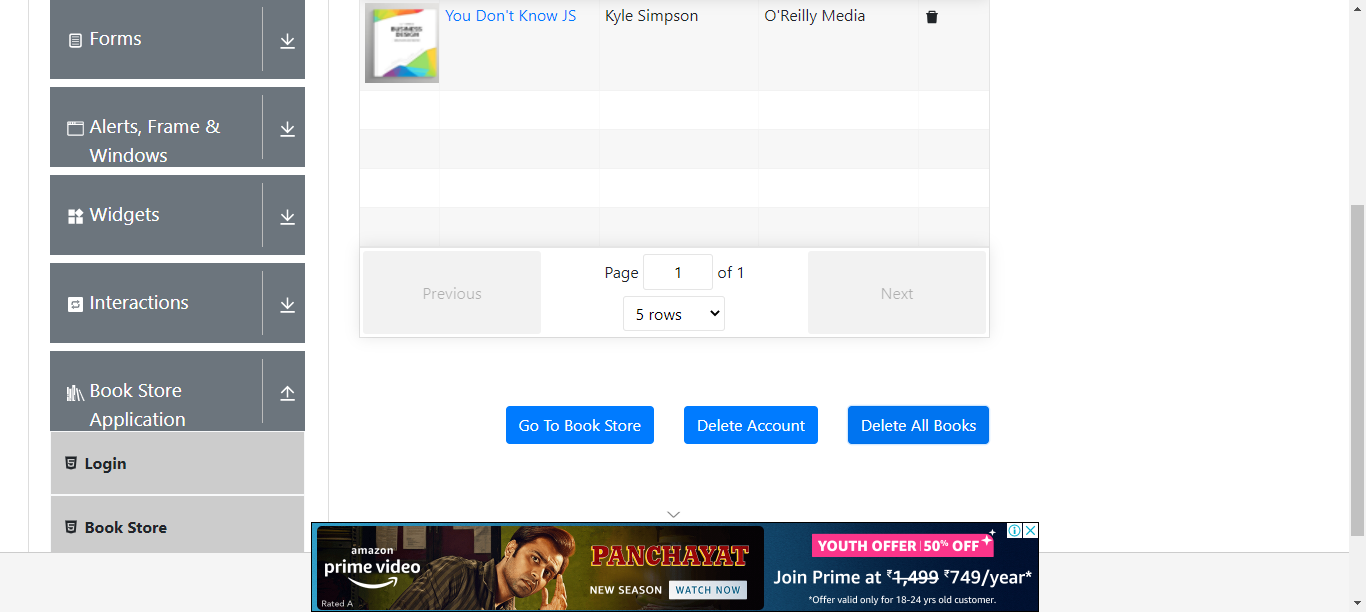 Forms
Alerts, Frame &
Windows
Widgets
Interactions
Book Store
Application
Login
Book Store
BUSINESS
DESIGN
You Don't Know JS Kyle Simpson O'Reilly Media
Previous Page 1 of 1 Next
5 rows
Go To Book Store Delete Account Delete All Books
amazon
prime video
Rated A
PANCHAYAT
NEW SEASON WATCH NOW
YOUTH OFFER | 50% OFF
Join Prime at ₹1,499 ₹749/year*
*Offer valid only for 18-24 yrs old customer.